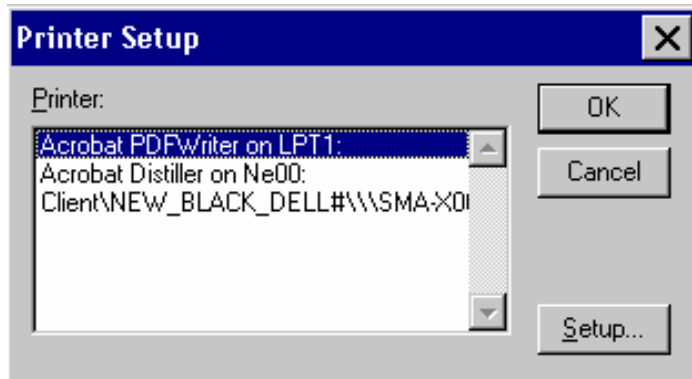 Printer Setup
Printer:
OK
Acrobat PDFWriter on LPT1:
Acrobat Distiller on Ne00:
Cancel
Client\NEW_BLACK_DELL#\\\SMA-X0
Setup...